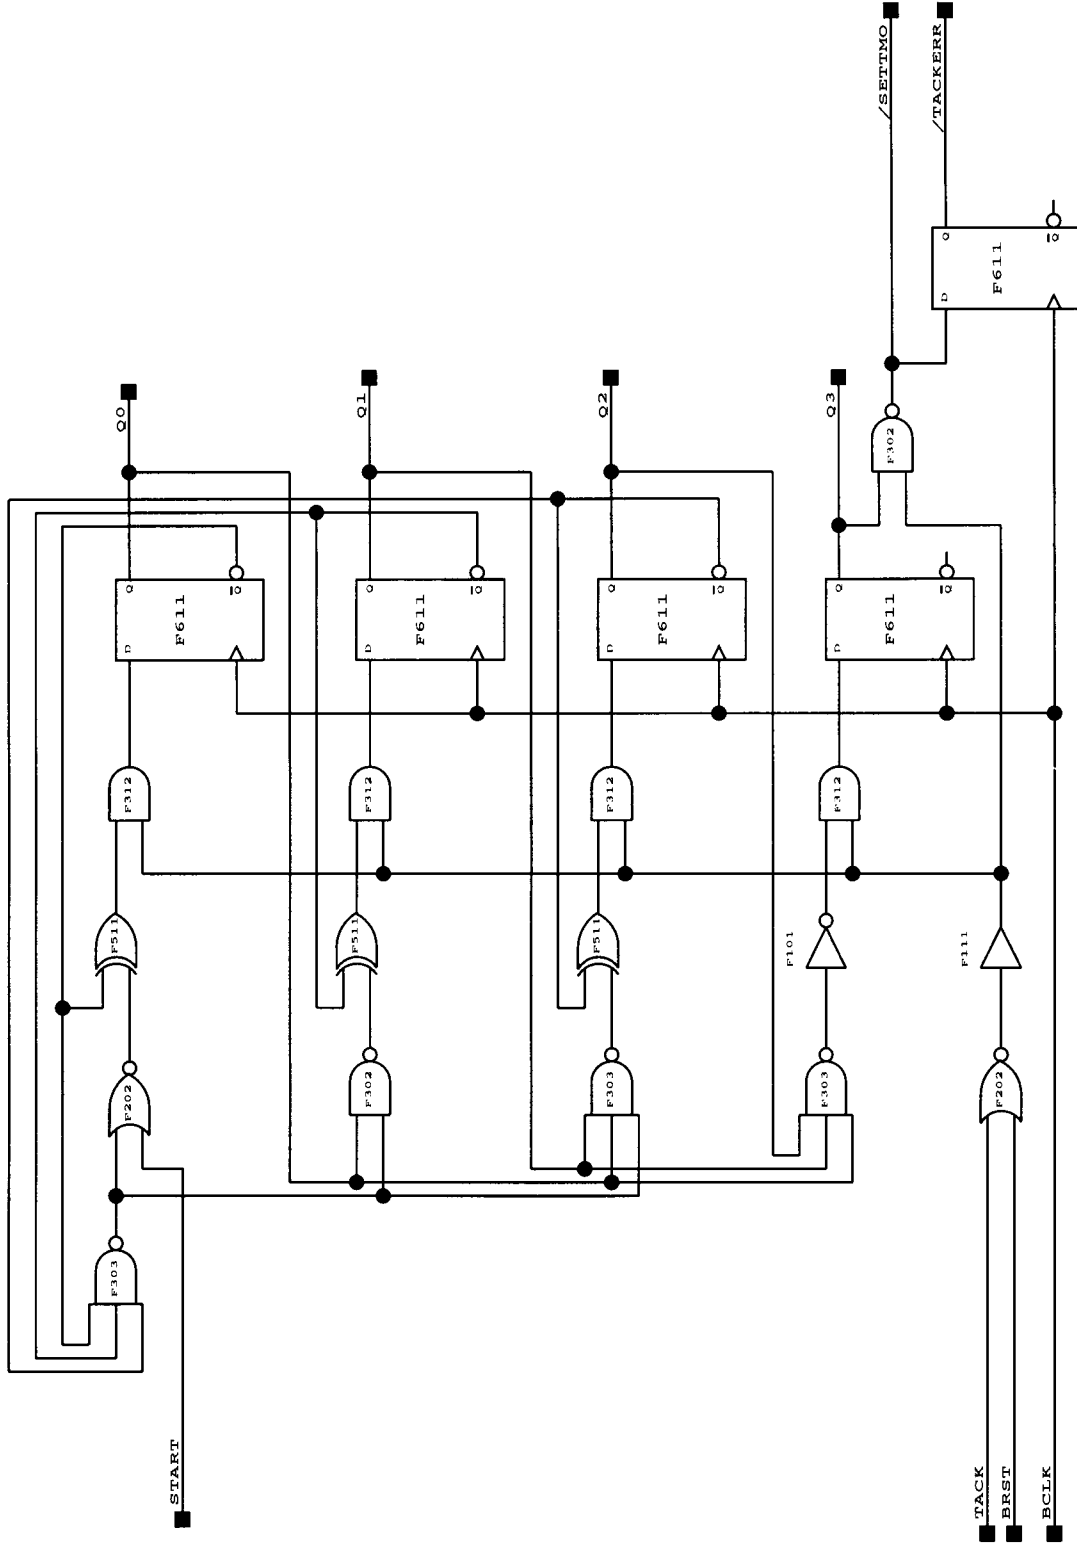 /SETTMO
/TACKERR
Q
Q
F611
D
Q0
Q1
Q2
Q3
F302
Q
Q
F611
D
Q
Q
F611
D
Q
Q
F611
D
Q
Q
F611
D
F312
F312
F312
F312
F511
F511
F511
F101
F111
F202
F302
F303
F303
F202
F303
START
TACK
BRST
BCLK